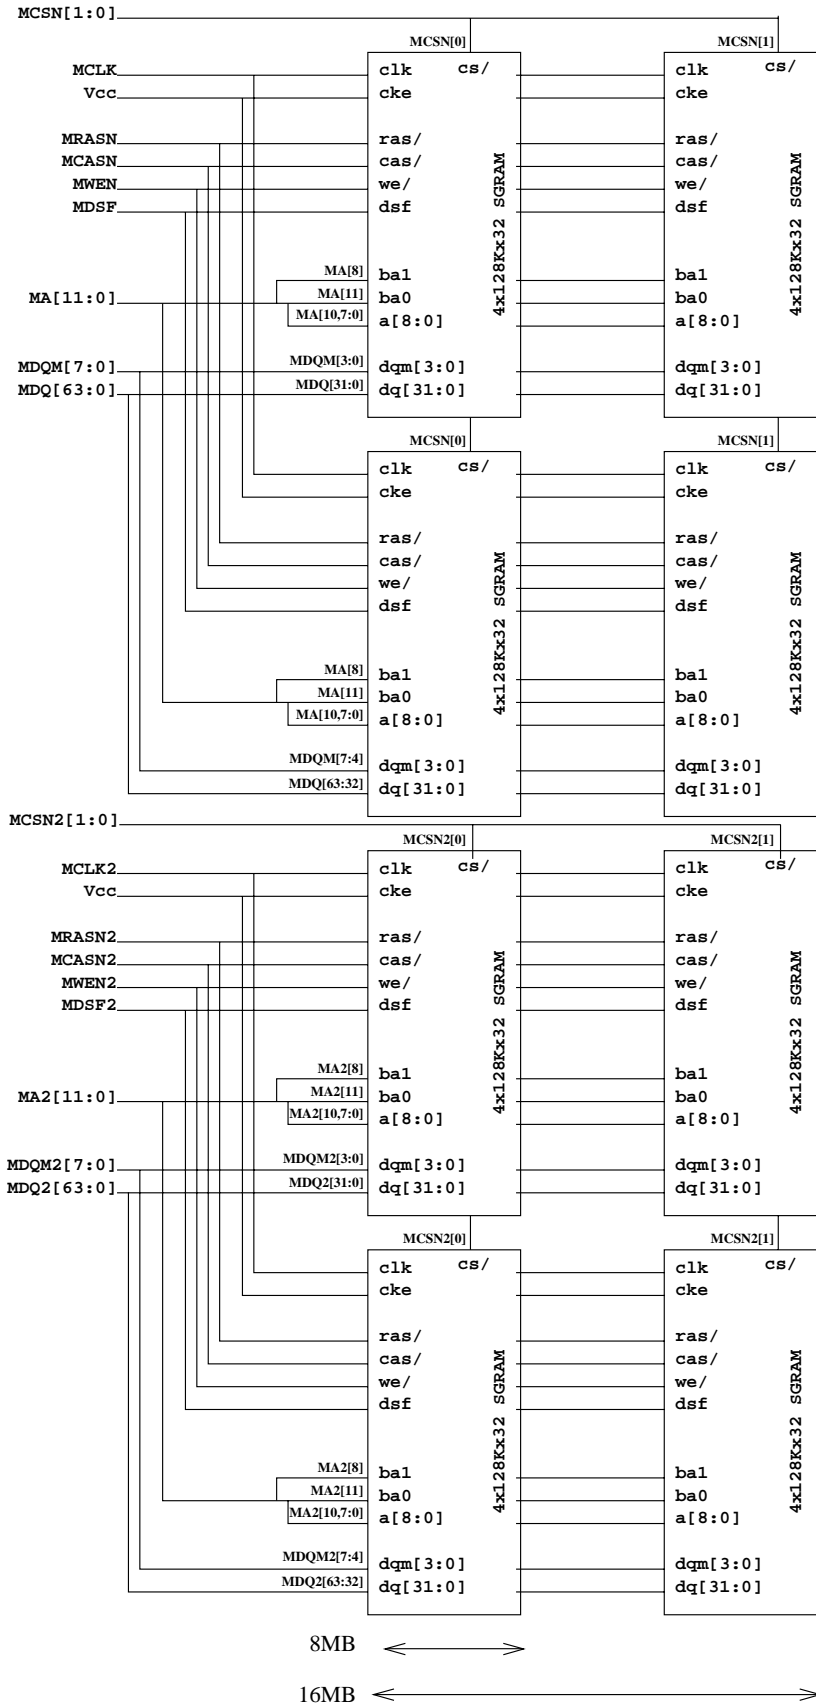 MCSN[1:0]
MCSN[0] MCSN[1]
MCLK clk cs/ clk cs/
Vcc cke cke
MRASN ras/ ras/
MCASN cas/ cas/
MWEN we/ we/
MDSF dsf dsf
4x128Kx32 SGRAM 4x128Kx32 SGRAM
MA[8] ba1 ba1
MA[11:0] MA[11] ba0 ba0
MA[10,7:0] a[8:0] a[8:0]
MDQM[7:0] MDQM[3:0] dqm[3:0] dqm[3:0]
MDQ[63:0] MDQ[31:0] dq[31:0] dq[31:0]
MCSN[0] MCSN[1]
clk cs/ clk cs/
cke cke
ras/ ras/
cas/ cas/
we/ we/
dsf dsf
4x128Kx32 SGRAM 4x128Kx32 SGRAM
MA[8] ba1 ba1
MA[11] ba0 ba0
MA[10,7:0] a[8:0] a[8:0]
MDQM[7:4] dqm[3:0] dqm[3:0]
MDQ[63:32] dq[31:0] dq[31:0]
MCSN2[1:0]
MCSN2[0] MCSN2[1]
MCLK2 clk cs/ clk cs/
Vcc cke cke
MRASN2 ras/ ras/
MCASN2 cas/ cas/
MWEN2 we/ we/
MDSF2 dsf dsf
4x128Kx32 SGRAM 4x128Kx32 SGRAM
MA2[8] ba1 ba1
MA2[11:0] MA2[11] ba0 ba0
MA2[10,7:0] a[8:0] a[8:0]
MDQM2[7:0] MDQM2[3:0] dqm[3:0] dqm[3:0]
MDQ2[63:0] MDQ2[31:0] dq[31:0] dq[31:0]
MCSN2[0] MCSN2[1]
clk cs/ clk cs/
cke cke
ras/ ras/
cas/ cas/
we/ we/
dsf dsf
4x128Kx32 SGRAM 4x128Kx32 SGRAM
MA2[8] ba1 ba1
MA2[11] ba0 ba0
MA2[10,7:0] a[8:0] a[8:0]
MDQM2[7:4] dqm[3:0] dqm[3:0]
MDQ2[63:32] dq[31:0] dq[31:0]
8MB
16MB